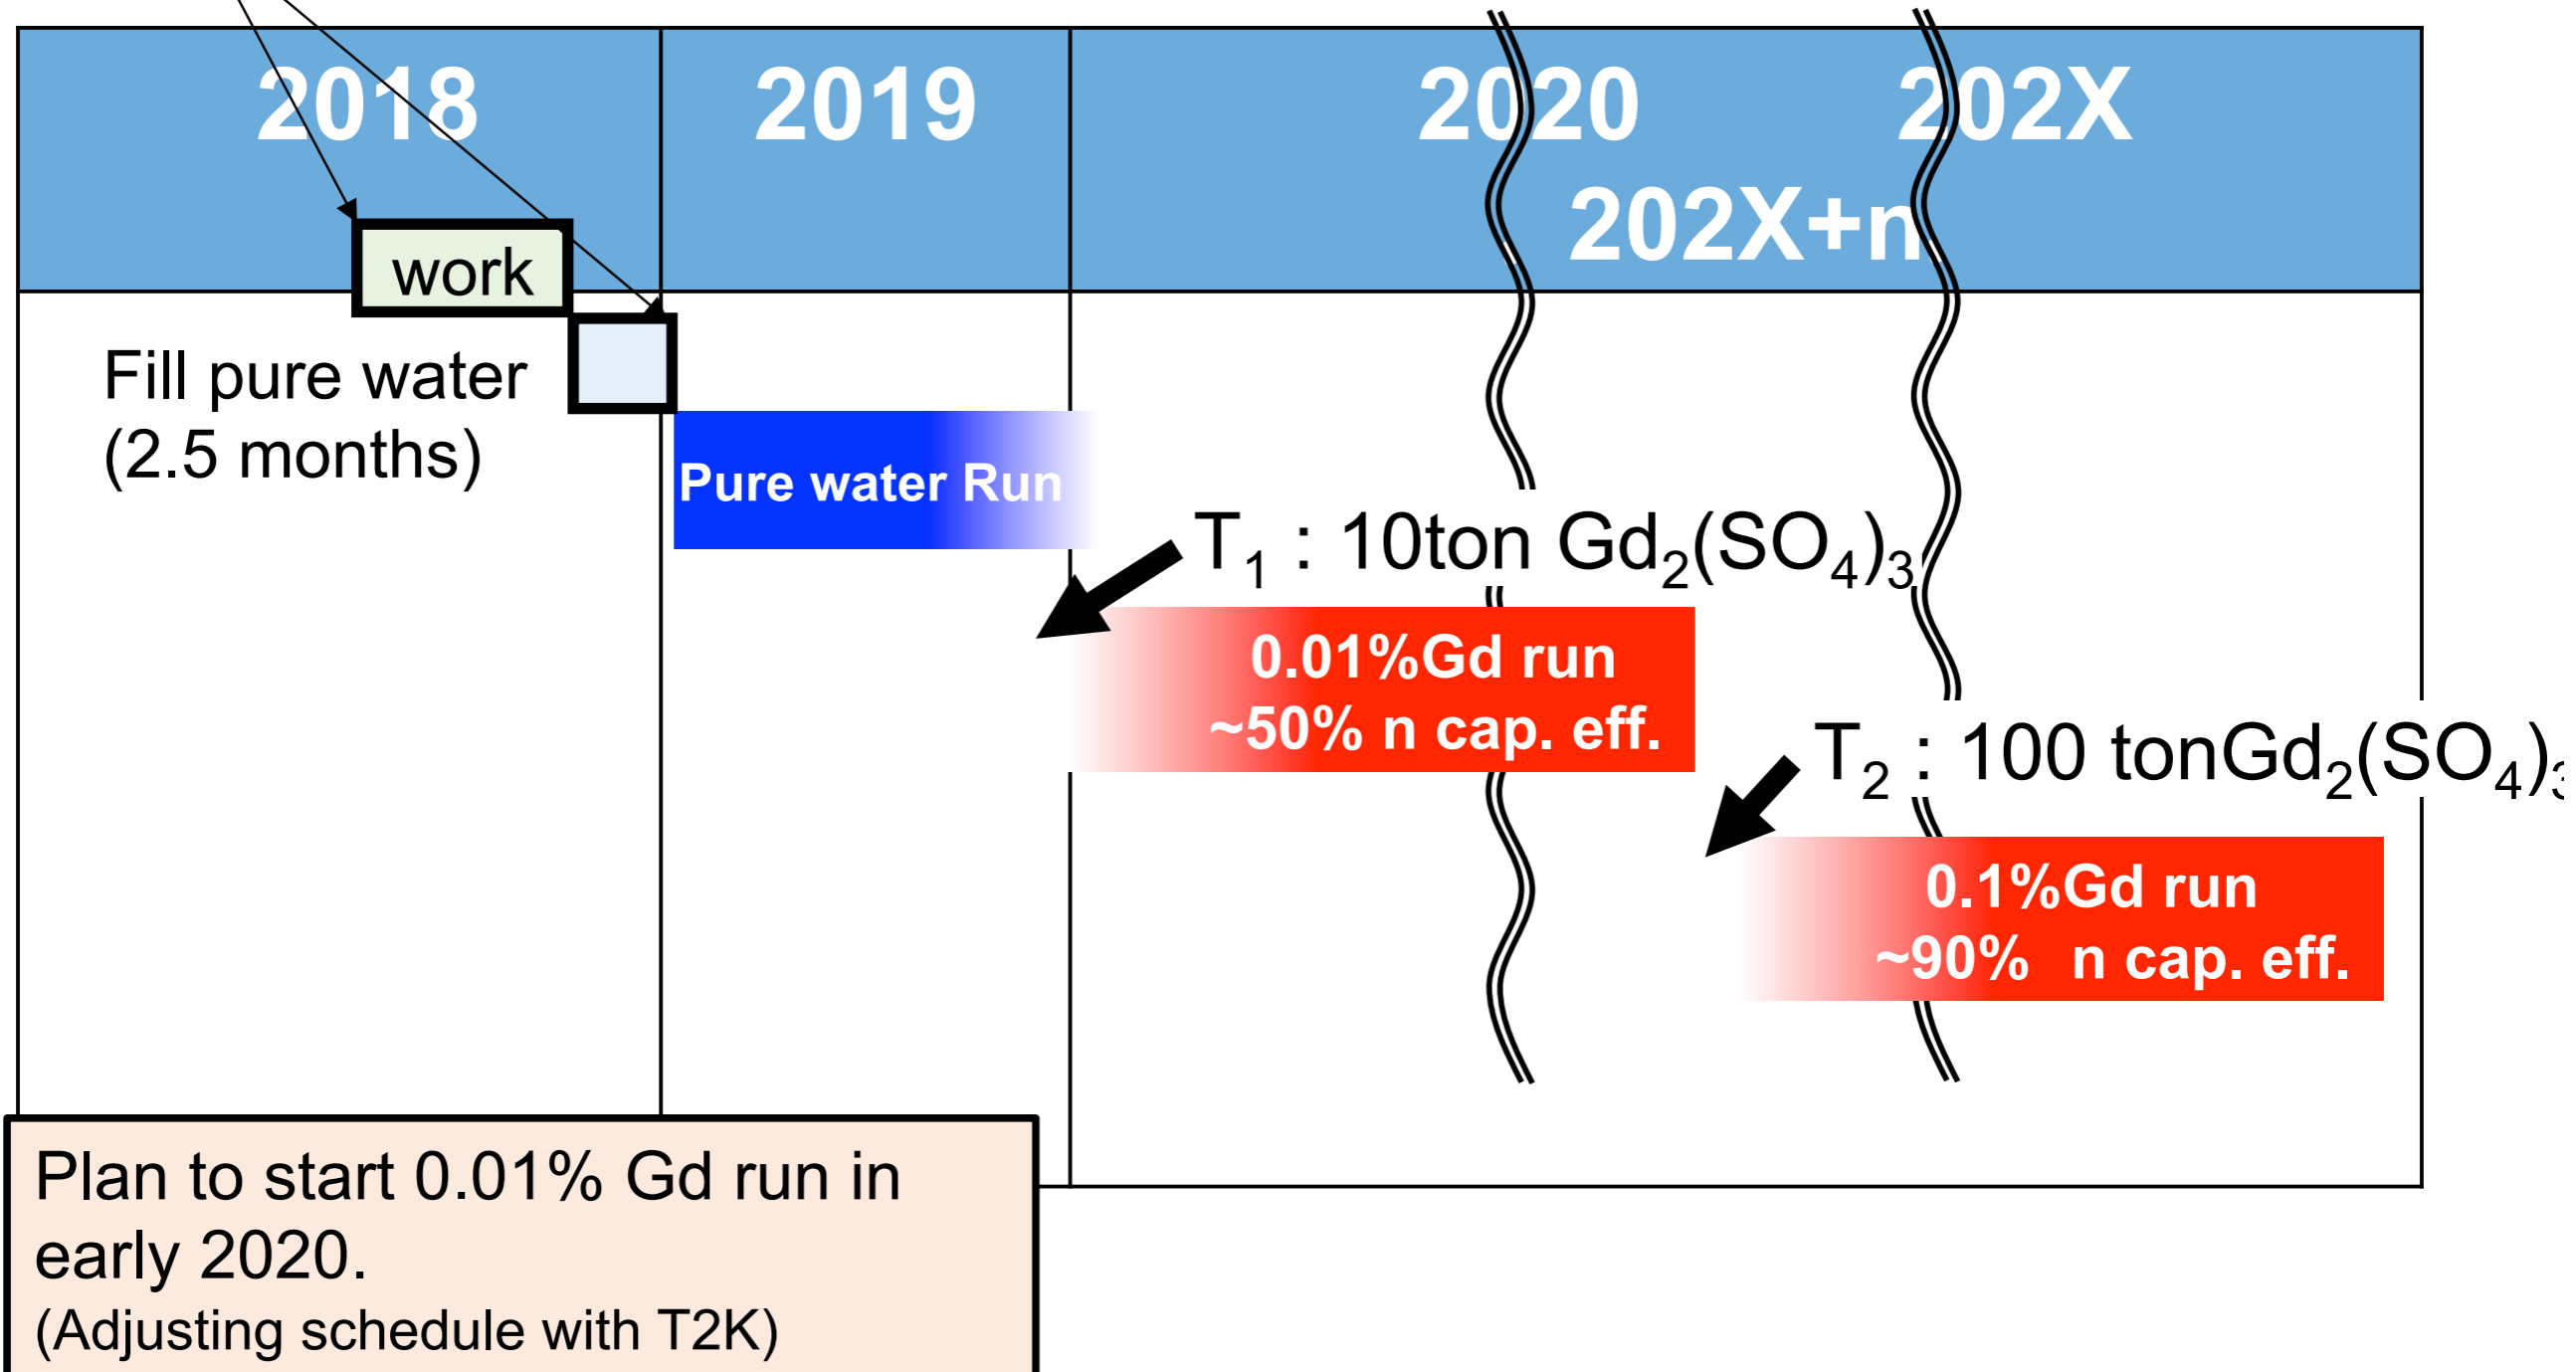 2018
2019
2020 202X
202X+n
work
Fill pure water
(2.5 months)
Pure water Run
T₁ : 10ton Gd₂(SO₄)₃
0.01%Gd run
~50% n cap. eff.
T₂ : 100 tonGd₂(SO₄)₃
0.1%Gd run
~90% n cap. eff.
Plan to start 0.01% Gd run in
early 2020.
(Adjusting schedule with T2K)